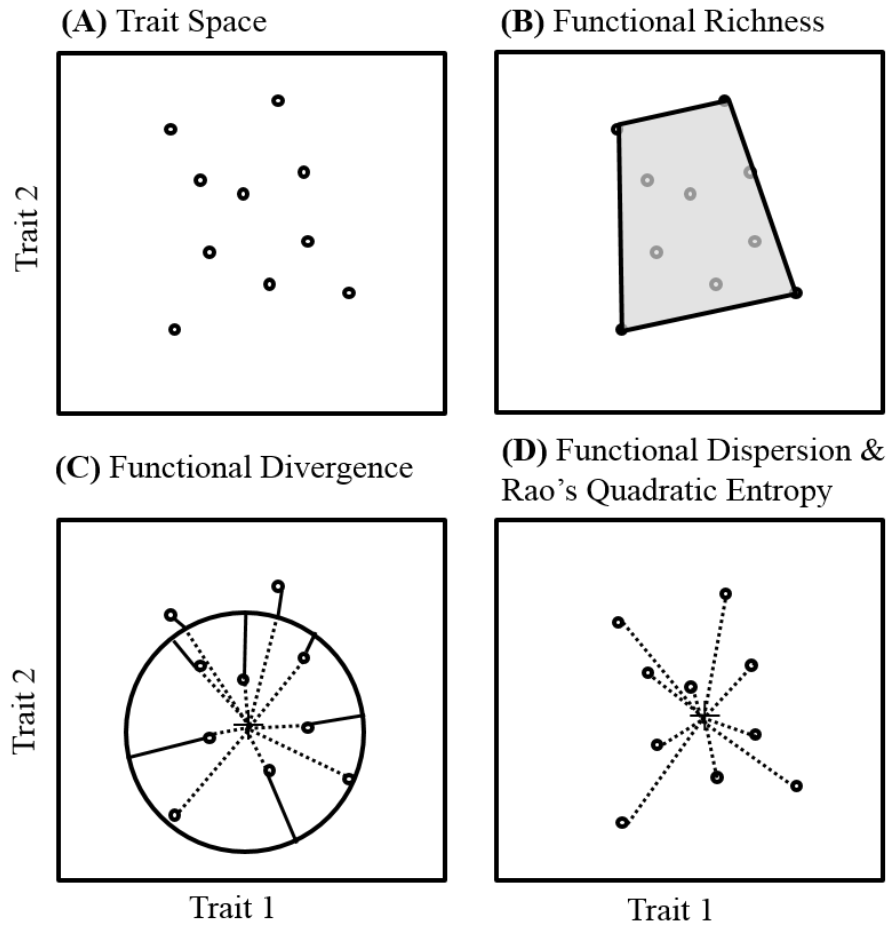 (A) Trait Space
(B) Functional Richness
Trait 2
(C) Functional Divergence
(D) Functional Dispersion &
Rao's Quadratic Entropy
Trait 2
Trait 1
Trait 1